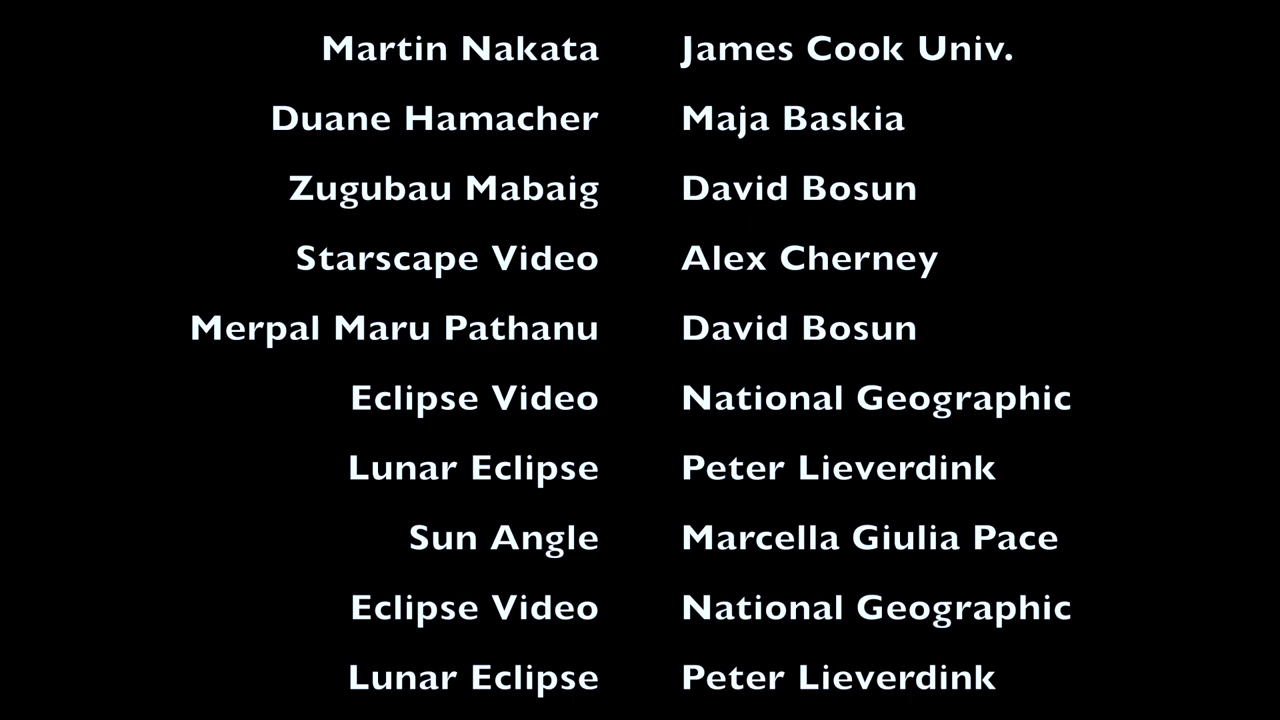 Martin Nakata James Cook Univ.
Duane Hamacher Maja Baskia
Zugubau Mabaig David Bosun
Starscape Video Alex Cherney
Merpal Maru Pathanu David Bosun
Eclipse Video National Geographic
Lunar Eclipse Peter Lieverdink
Sun Angle Marcella Giulia Pace
Eclipse Video National Geographic
Lunar Eclipse Peter Lieverdink